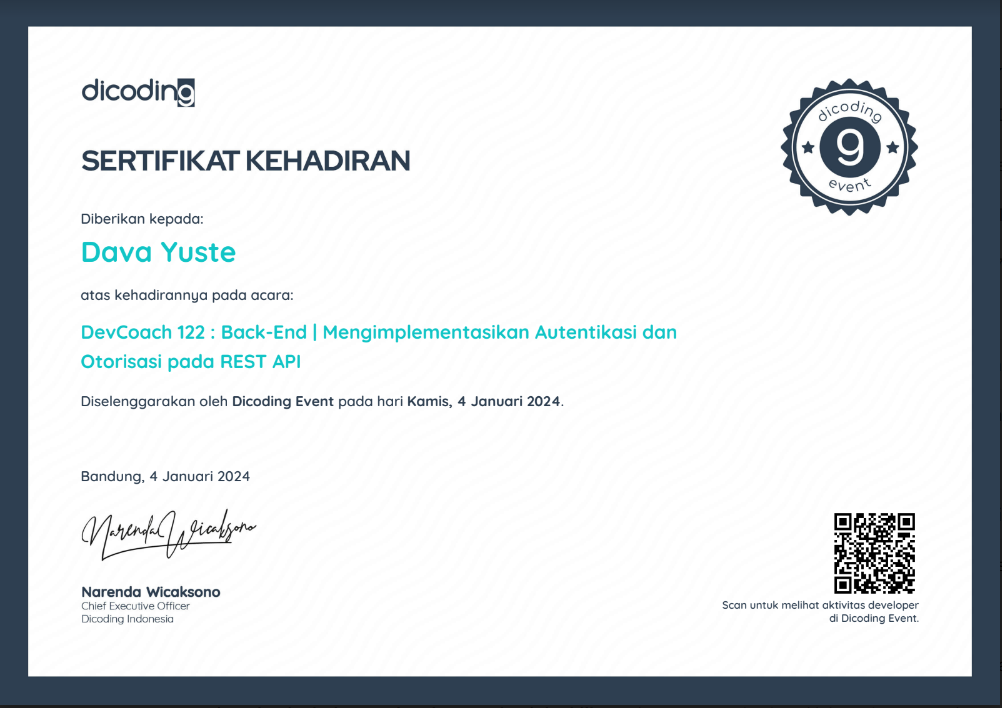 dicoding
SERTIFIKAT KEHADIRAN
dicoding
9
event
Diberikan kepada:
Dava Yuste
atas kehadirannya pada acara:
DevCoach 122 : Back-End | Mengimplementasikan Autentikasi dan
Otorisasi pada REST API
Diselenggarakan oleh Dicoding Event pada hari Kamis, 4 Januari 2024.
Bandung, 4 Januari 2024
Narenda Wicaksono
Narenda Wicaksono
Chief Executive Officer
Dicoding Indonesia
Scan untuk melihat aktivitas developer
di Dicoding Event.